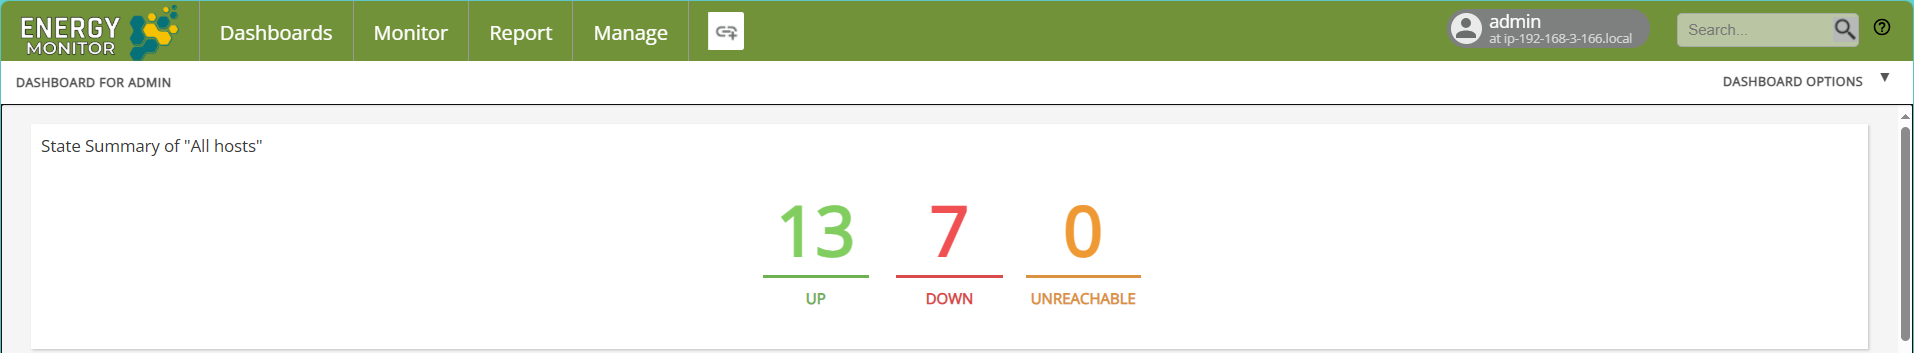 ENERGY
MONITOR
Dashboards
Monitor
Report
Manage
admin
at ip-192-168-3-166.local
Search...
?
DASHBOARD FOR ADMIN
DASHBOARD OPTIONS ▼
State Summary of "All hosts"
13 7 0
UP DOWN UNREACHABLE